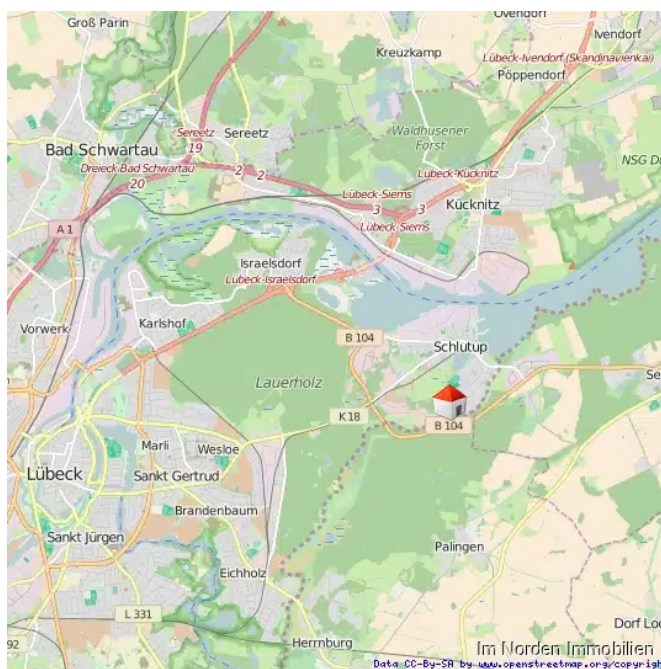 Groß Parin
Ovendorf
Ivendorf
Kreuzkamp
Lübeck-Ivendorf (Skandinavienkai)
Pöppendorf
Sereetz
Sereetz
Waldhusener
Forst
Bad Schwartau
19
NSG
Dreieck Bad Schwartau
2
2
Lübeck-Kücknitz
20
Lübeck-Siems
3
3
Kücknitz
A 1
Lübeck-Siems
Israelsdorf
Lübeck-Israelsdorf
Vorwerk
Karlshof
B 104
Schlutup
Lauerholz
K 18
B 104
Marli
Wesloe
Lübeck
Sankt Gertrud
Brandenbaum
Sankt Jürgen
Palingen
Eichholz
L 331
Dorf
92
Herrnburg
Im Norden Immobilien
Data CC-By-SA by www.openstreetmap.org/copyright